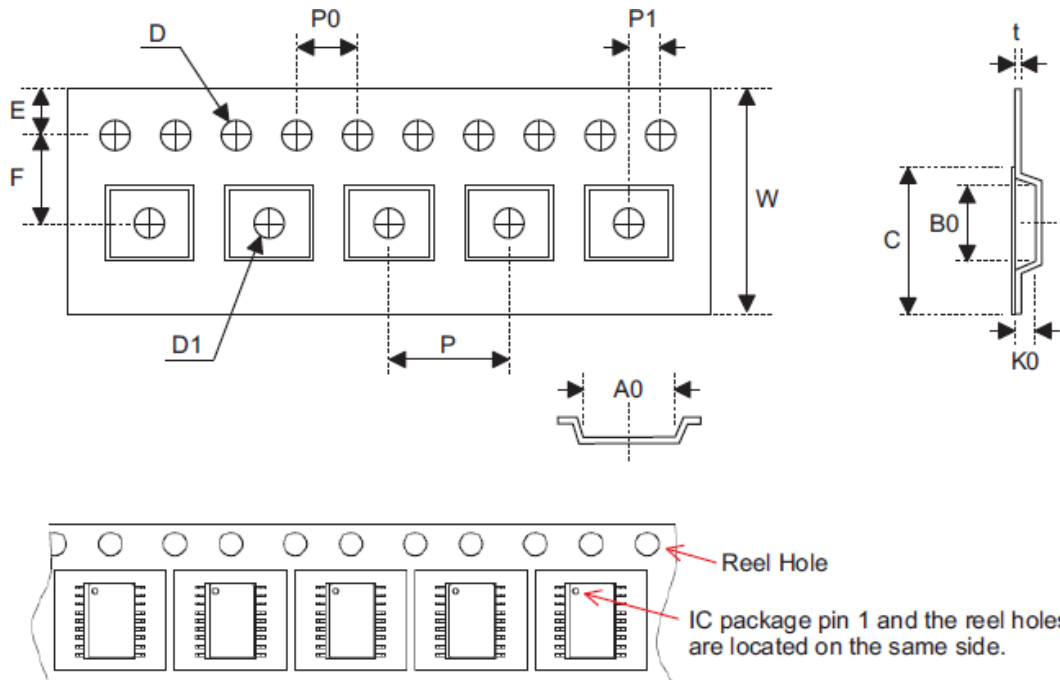 P0
P1
t
D
E
F
W
C
B0
D1
P
K0
A0
Reel Hole
IC package pin 1 and the reel holes
are located on the same side.